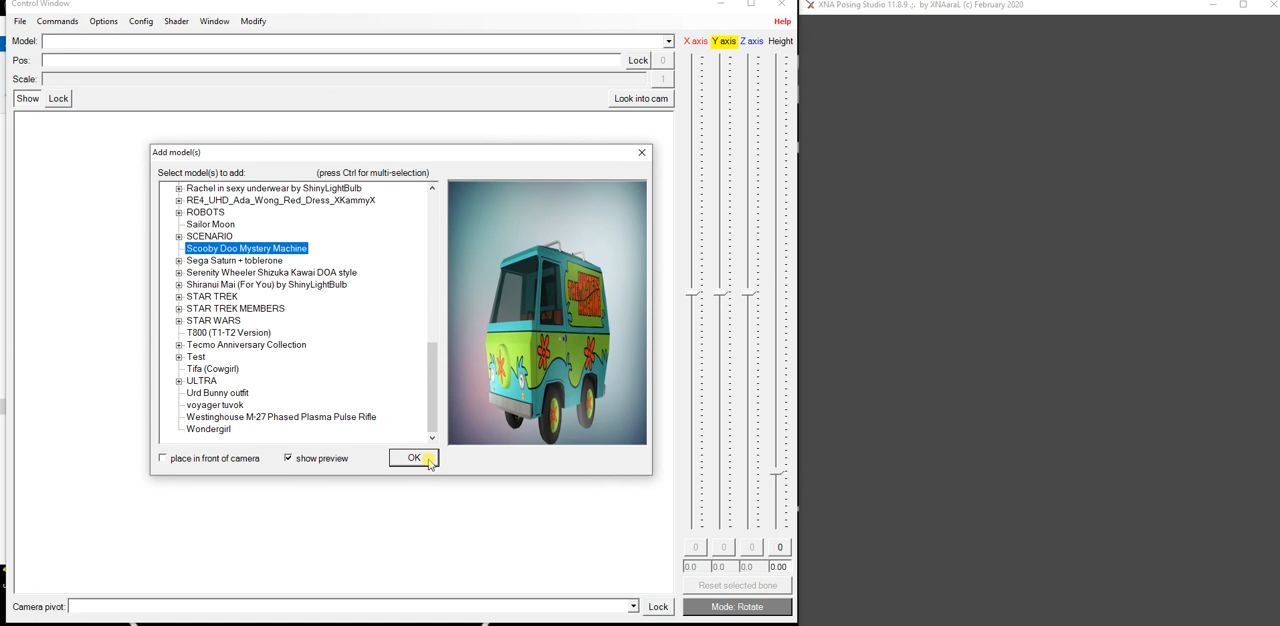 Control Window
XNA Posing Studio 11.8.9 .;. by XNAaraL (c) February 2020
File Commands Options Config Shader Window Modify Help
Model:
X axis Y axis Z axis Height
Pos: Lock 0
Scale: 1
Show Lock Look into cam
Add model(s)
Select model(s) to add: (press Ctrl for multi-selection)
Rachel in sexy underwear by ShinyLightBulb
RE4_UHD_Ada_Wong_Red_Dress_XKammyX
ROBOTS
Sailor Moon
SCENARIO
Scooby Doo Mystery Machine
Sega Saturn + toblerone
Serenity Wheeler Shizuka Kawai DOA style
Shiranui Mai (For You) by ShinyLightBulb
STAR TREK
STAR TREK MEMBERS
STAR WARS
T800 (T1-T2 Version)
Tecmo Anniversary Collection
Test
Tifa (Cowgirl)
ULTRA
Urd Bunny outfit
voyager tuvok
Westinghouse M-27 Phased Plasma Pulse Rifle
Wondergirl
place in front of camera show preview OK
0 0 0 0
0.0 0.0 0.0 0.00
Reset selected bone
Camera pivot: Lock Mode: Rotate